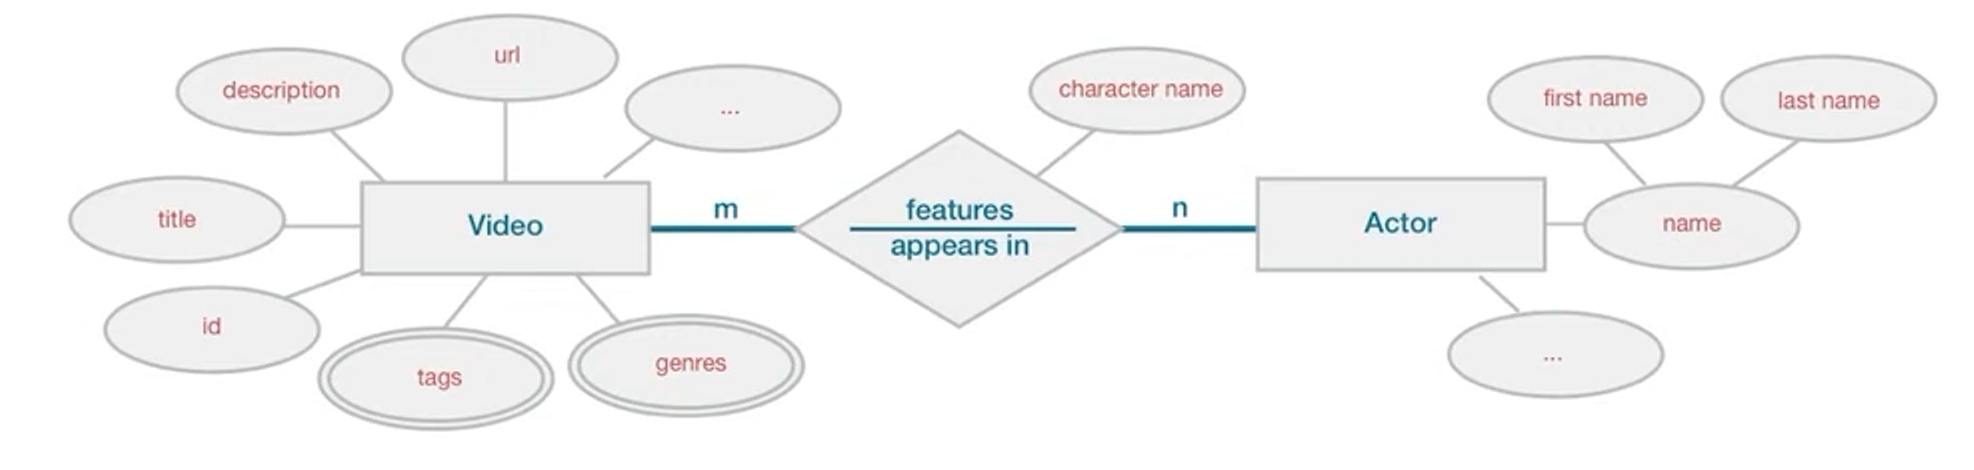 url
description
...
character name
first name
last name
title
Video
m
features
appears in
n
Actor
name
id
tags
genres
...